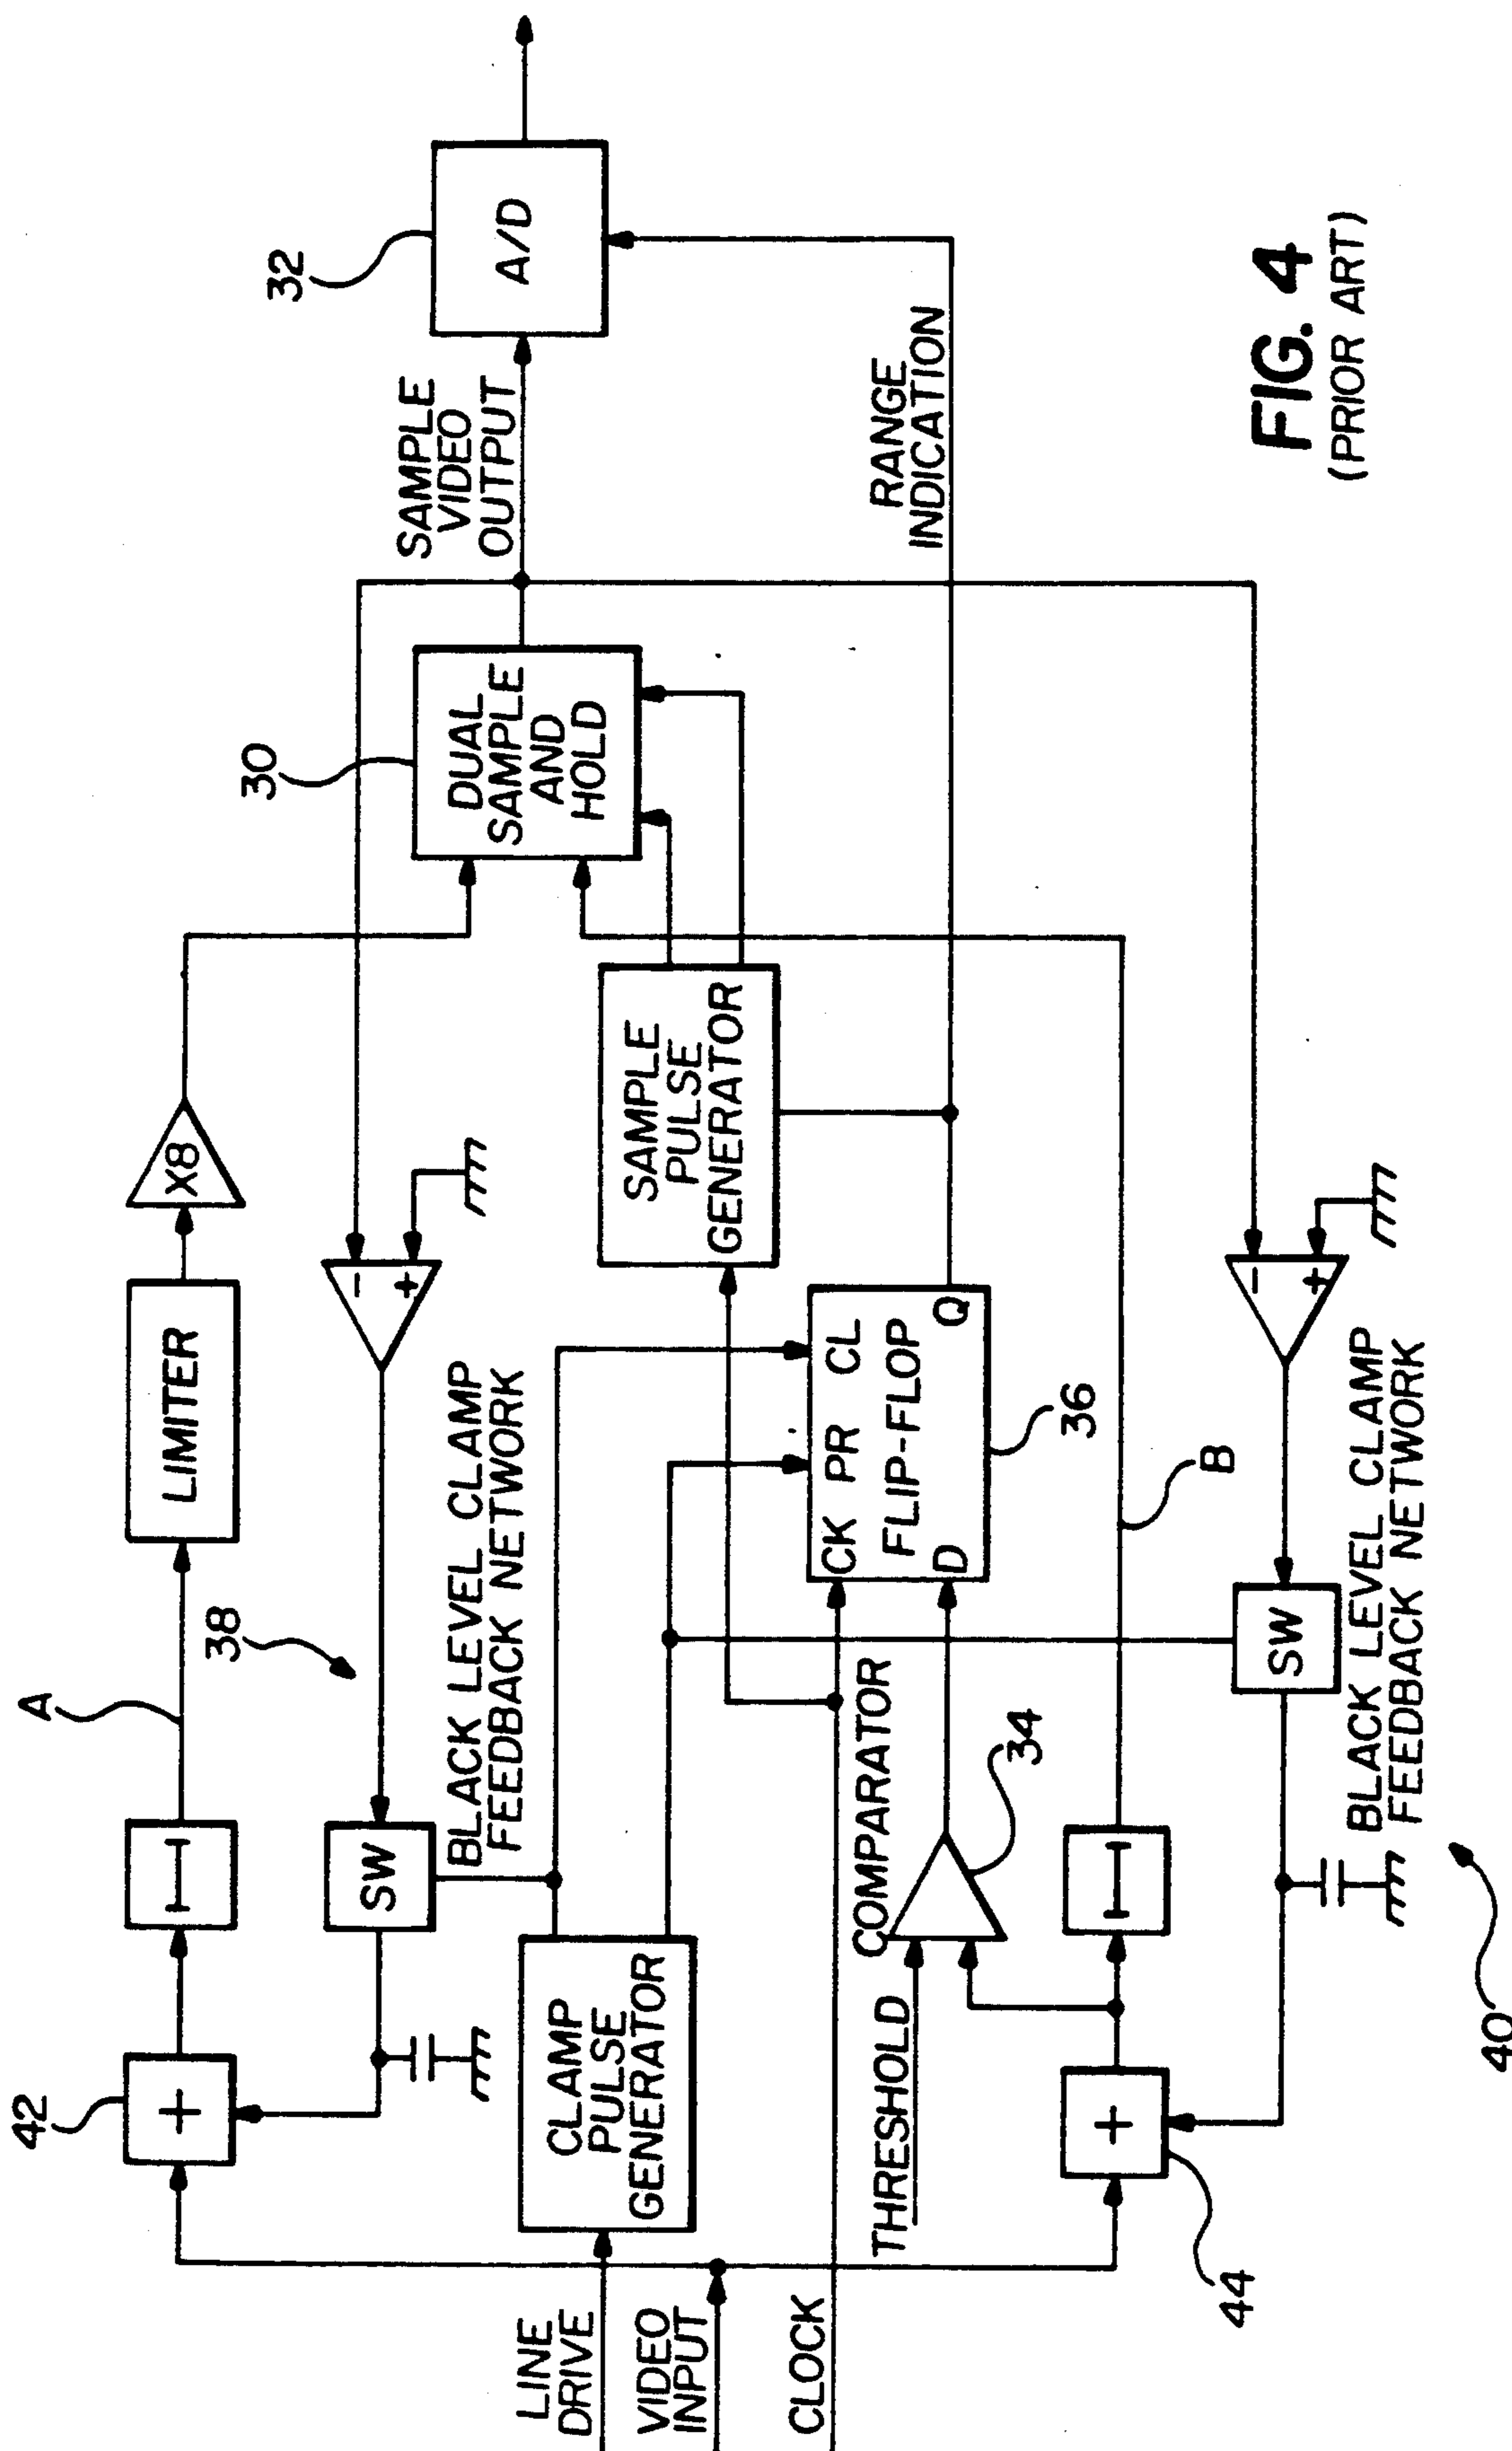 42
+
I
A
LIMITER
X8
38
SW
BLACK LEVEL CLAMP
FEEDBACK NETWORK
-
+
30
DUAL
SAMPLE
AND
HOLD
SAMPLE
VIDEO
OUTPUT
32
A/D
LINE
DRIVE
VIDEO
INPUT
CLOCK
CLAMP
PULSE
GENERATOR
SAMPLE
PULSE
GENERATOR
CK PR CL
FLIP-FLOP
D
Q
36
RANGE
INDICATION
THRESHOLD
COMPARATOR
34
44
+
I
B
SW
-
+
BLACK LEVEL CLAMP
FEEDBACK NETWORK
40
FIG. 4
(PRIOR ART)